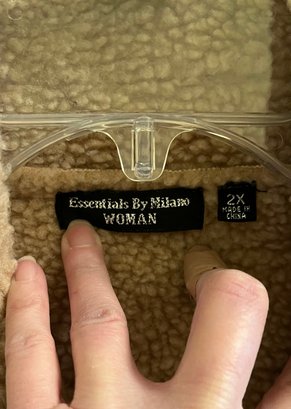 Essentials By Milano
WOMAN
2X
MADE IN
CHINA